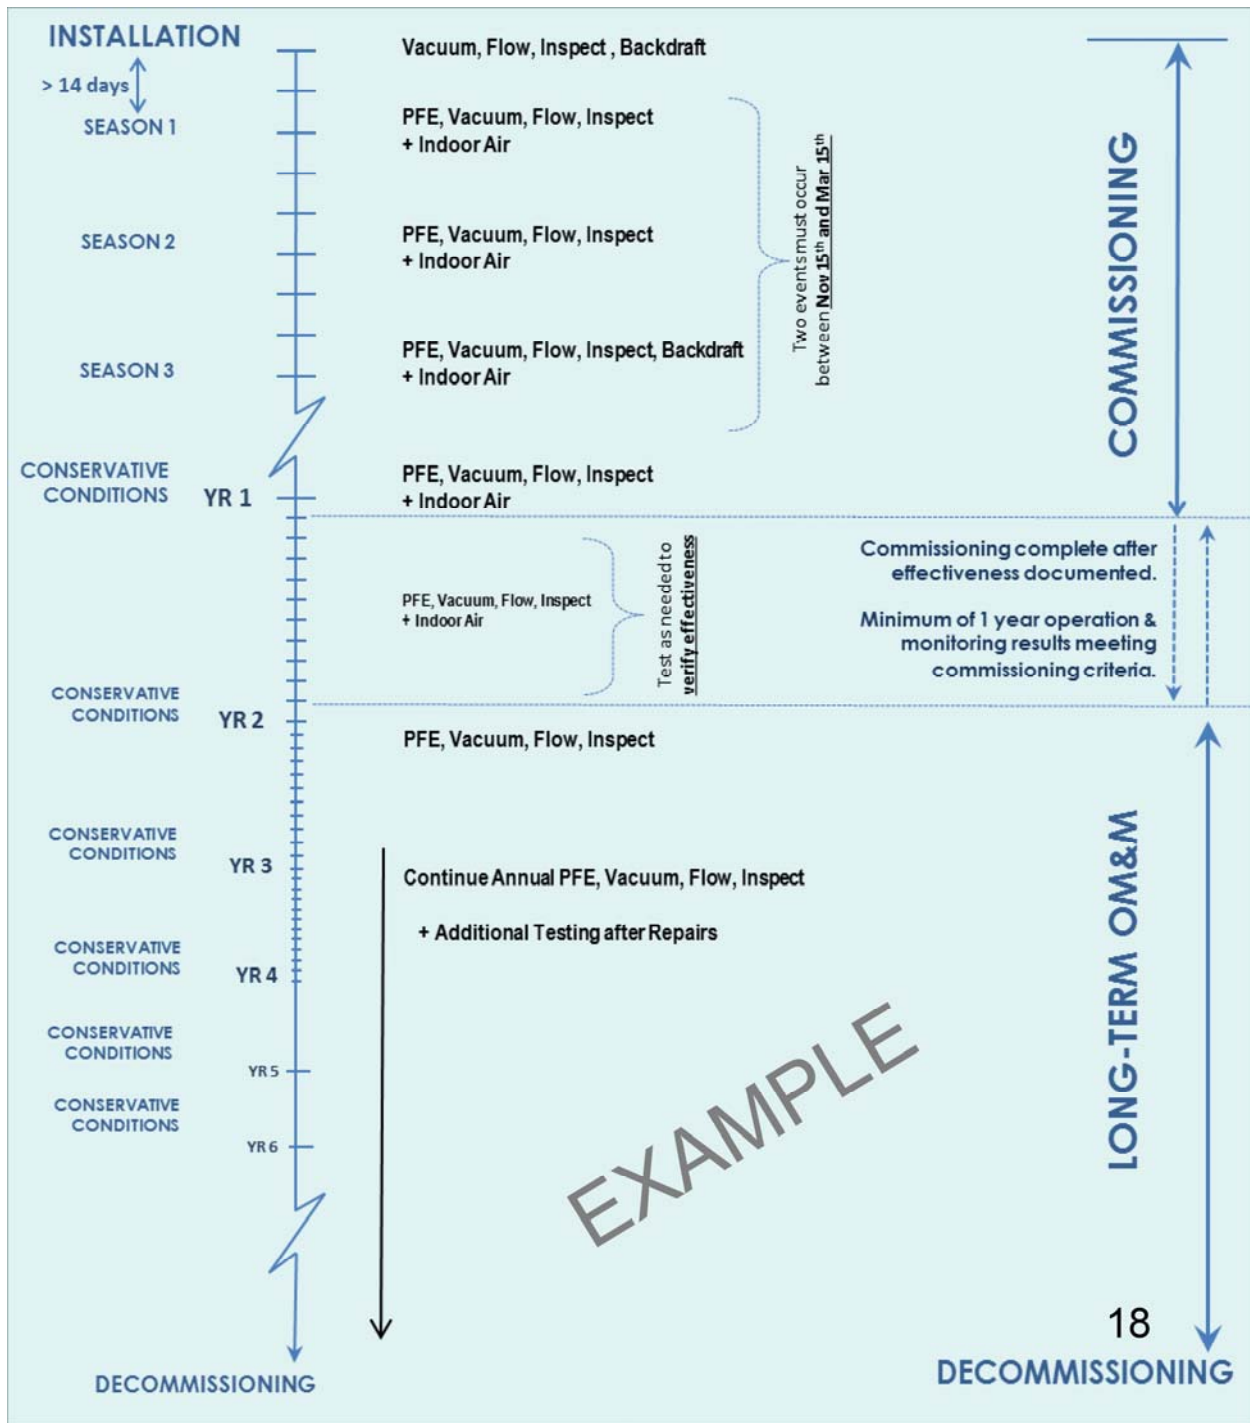 INSTALLATION
> 14 days
Vacuum, Flow, Inspect , Backdraft
SEASON 1
PFE, Vacuum, Flow, Inspect
+ Indoor Air
SEASON 2
PFE, Vacuum, Flow, Inspect
+ Indoor Air
SEASON 3
PFE, Vacuum, Flow, Inspect, Backdraft
+ Indoor Air
Two events must occur
between Nov 15th and Mar 15th
COMMISSIONING
CONSERVATIVE
CONDITIONS
YR 1
PFE, Vacuum, Flow, Inspect
+ Indoor Air
PFE, Vacuum, Flow, Inspect
+ Indoor Air
Test as needed to
verify effectiveness
Commissioning complete after
effectiveness documented.
Minimum of 1 year operation &
monitoring results meeting
commissioning criteria.
CONSERVATIVE
CONDITIONS
YR 2
PFE, Vacuum, Flow, Inspect
CONSERVATIVE
CONDITIONS
YR 3
Continue Annual PFE, Vacuum, Flow, Inspect
+ Additional Testing after Repairs
CONSERVATIVE
CONDITIONS
YR 4
CONSERVATIVE
CONDITIONS
YR 5
CONSERVATIVE
CONDITIONS
YR 6
EXAMPLE
LONG-TERM OM&M
18
DECOMMISSIONING
DECOMMISSIONING